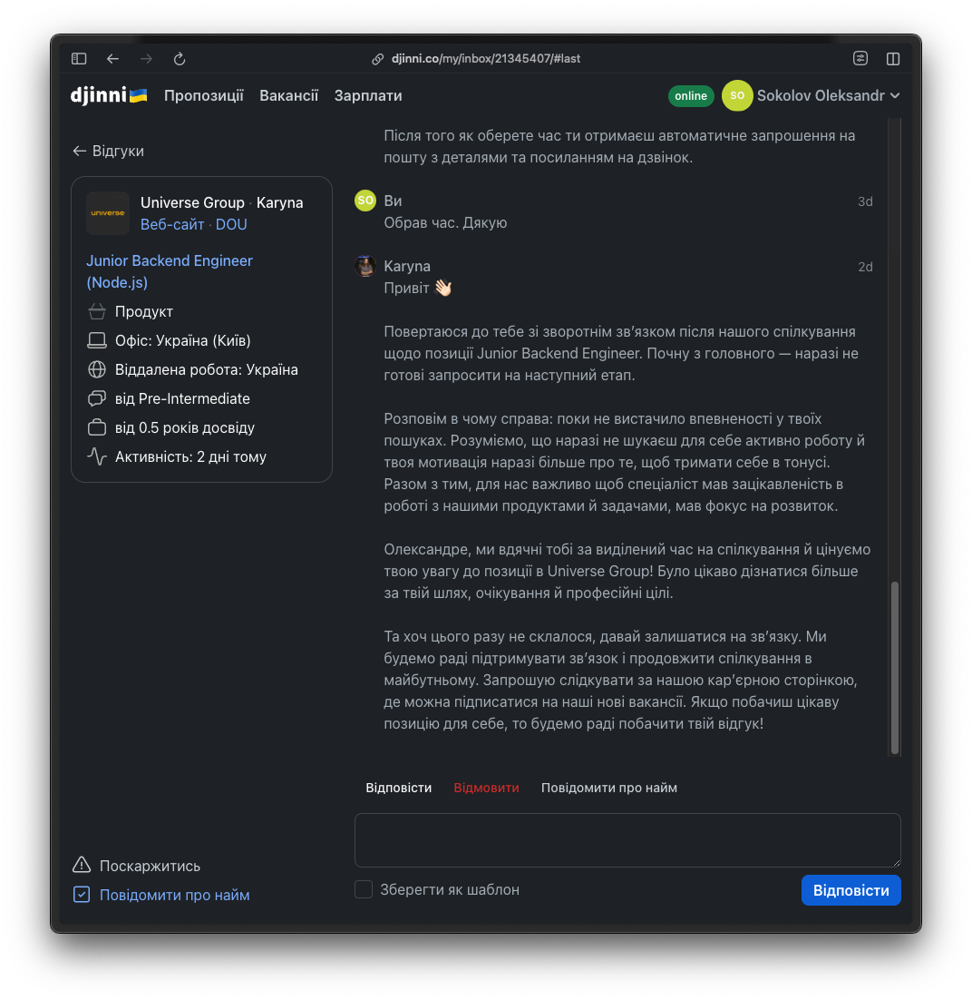 djinni.co/my/inbox/21345407/#last
djinni Пропозиції Вакансії Зарплати online SO Sokolov Oleksandr
Відгуки
universe
Universe Group · Karyna
Веб-сайт · DOU
Junior Backend Engineer
(Node.js)
Продукт
Офіс: Україна (Київ)
Віддалена робота: Україна
від Pre-Intermediate
від 0.5 років досвіду
Активність: 2 дні тому
Поскаржитись
Повідомити про найм
Після того як оберете час ти отримаєш автоматичне запрошення на
пошту з деталями та посиланням на дзвінок.
SO Ви 3d
Обрав час. Дякую
Karyna 2d
Привіт 👋🏻
Повертаюся до тебе зі зворотнім зв’язком після нашого спілкування
щодо позиції Junior Backend Engineer. Почну з головного — наразі не
готові запросити на наступний етап.
Розповім в чому справа: поки не вистачило впевненості у твоїх
пошуках. Розуміємо, що наразі не шукаєш для себе активно роботу й
твоя мотивація наразі більше про те, щоб тримати себе в тонусі.
Разом з тим, для нас важливо щоб спеціаліст мав зацікавленість в
роботі з нашими продуктами й задачами, мав фокус на розвиток.
Олександре, ми вдячні тобі за виділений час на спілкування й цінуємо
твою увагу до позиції в Universe Group! Було цікаво дізнатися більше
за твій шлях, очікування й професійні цілі.
Та хоч цього разу не склалося, давай залишатися на зв’язку. Ми
будемо раді підтримувати зв’язок і продовжити спілкування в
майбутньому. Запрошую слідкувати за нашою кар’єрною сторінкою,
де можна підписатися на наші нові вакансії. Якщо побачиш цікаву
позицію для себе, то будемо раді побачити твій відгук!
Відповісти Відмовити Повідомити про найм
Зберегти як шаблон
Відповісти